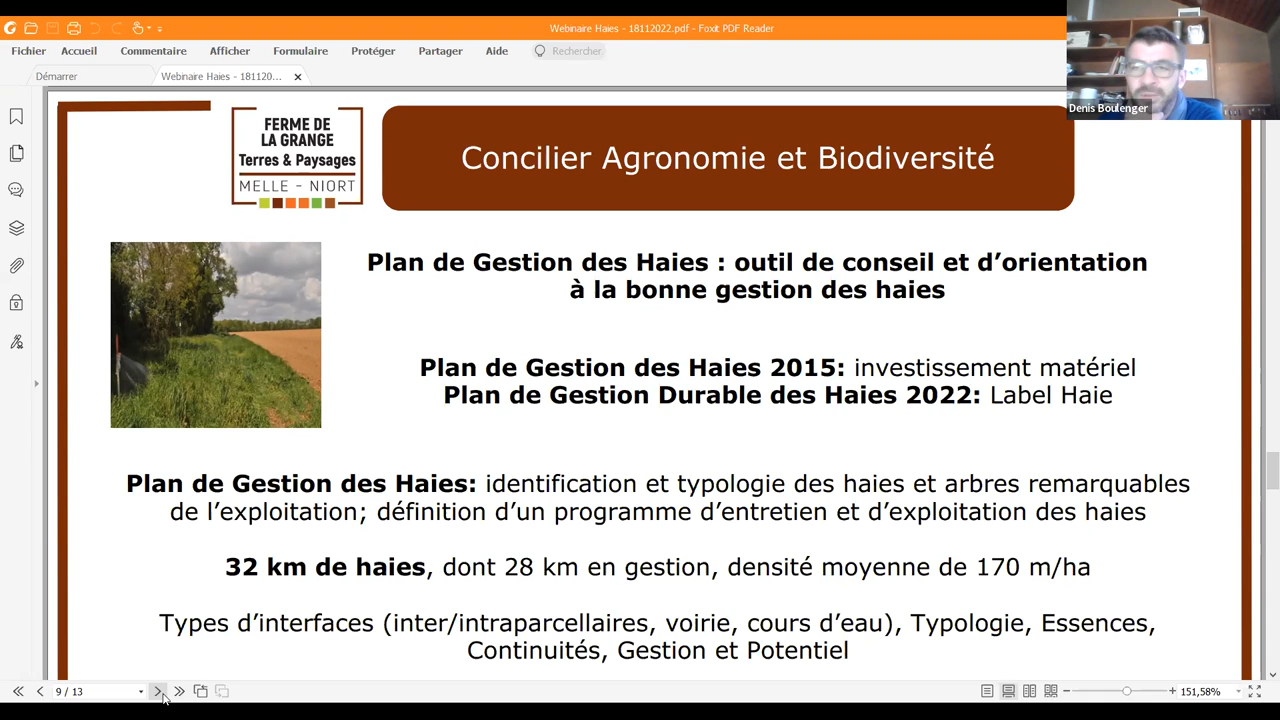 Webinaire Haies - 18112022.pdf - Foxit PDF Reader
Fichier Accueil Commentaire Afficher Formulaire Protéger Partager Aide Rechercher
Démarrer Webinaire Haies - 181120...
Denis Boulenger
FERME DE
LA GRANGE
Terres & Paysages
MELLE - NIORT
Concilier Agronomie et Biodiversité
Plan de Gestion des Haies : outil de conseil et d’orientation
à la bonne gestion des haies
Plan de Gestion des Haies 2015: investissement matériel
Plan de Gestion Durable des Haies 2022: Label Haie
Plan de Gestion des Haies: identification et typologie des haies et arbres remarquables
de l’exploitation; définition d’un programme d’entretien et d’exploitation des haies
32 km de haies, dont 28 km en gestion, densité moyenne de 170 m/ha
Types d’interfaces (inter/intraparcellaires, voirie, cours d’eau), Typologie, Essences,
Continuités, Gestion et Potentiel
9 / 13
151,58%